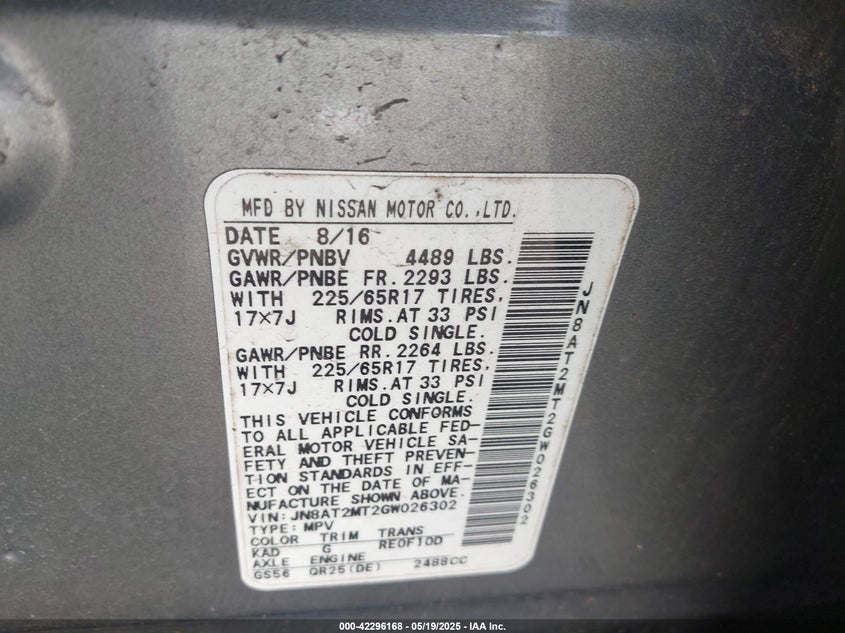 MFD BY NISSAN MOTOR CO.,LTD.
DATE 8/16
GVWR/PNBV 4489 LBS.
GAWR/PNBE FR. 2293 LBS.
WITH 225/65R17 TIRES,
17×7J RIMS.AT 33 PSI
COLD SINGLE.
GAWR/PNBE RR. 2264 LBS.
WITH 225/65R17 TIRES,
17×7J RIMS.AT 33 PSI
COLD SINGLE.
THIS VEHICLE CONFORMS
TO ALL APPLICABLE FED-
ERAL MOTOR VEHICLE SA-
FETY AND THEFT PREVEN-
TION STANDARDS IN EFF-
ECT ON THE DATE OF MA-
NUFACTURE SHOWN ABOVE.
VIN: JN8AT2MT2GW026302
TYPE: MPV
COLOR TRIM TRANS
KAD G RE0F10D
AXLE ENGINE
GS56 QR25(DE) 2488CC
JN8AT2MT2GW026302
000-42296168 - 05/19/2025 - IAA Inc.